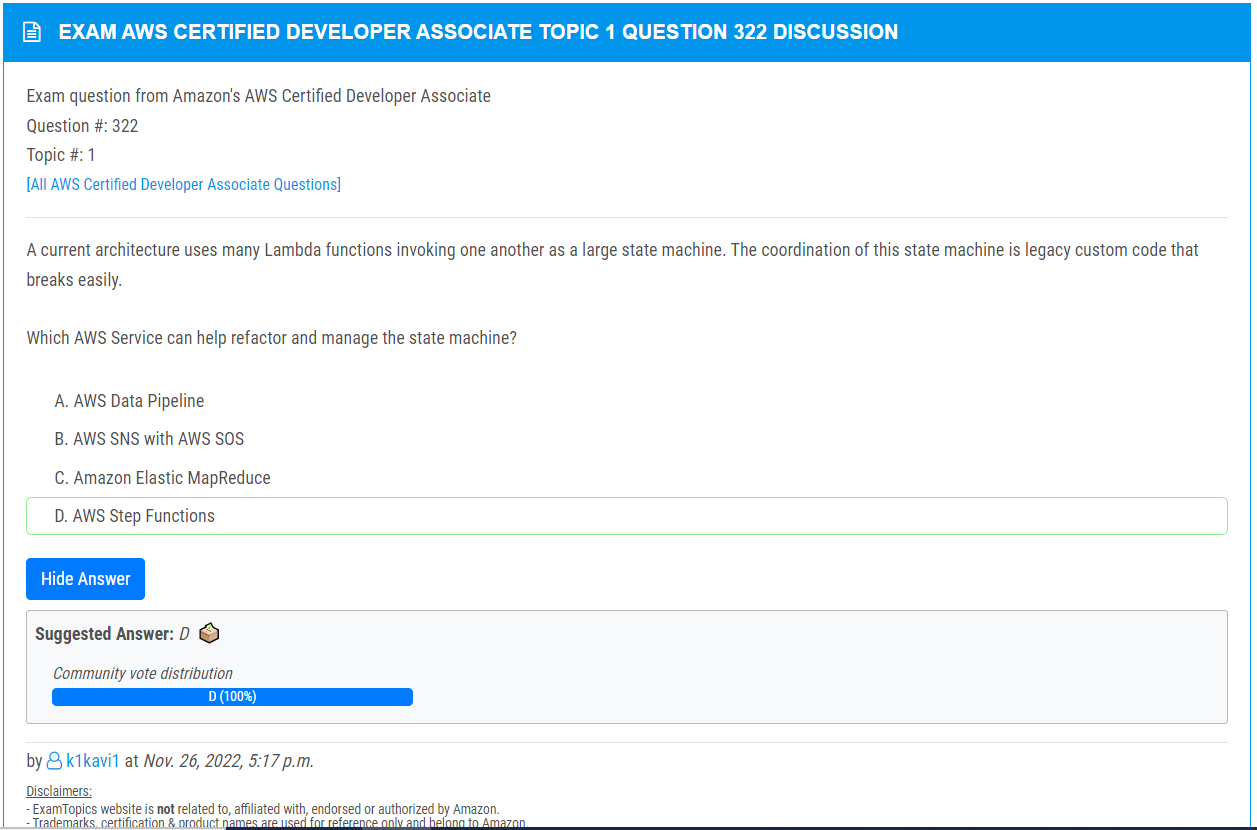 EXAM AWS CERTIFIED DEVELOPER ASSOCIATE TOPIC 1 QUESTION 322 DISCUSSION
Exam question from Amazon's AWS Certified Developer Associate
Question #: 322
Topic #: 1
[All AWS Certified Developer Associate Questions]
A current architecture uses many Lambda functions invoking one another as a large state machine. The coordination of this state machine is legacy custom code that
breaks easily.
Which AWS Service can help refactor and manage the state machine?
A. AWS Data Pipeline
B. AWS SNS with AWS SOS
C. Amazon Elastic MapReduce
D. AWS Step Functions
Hide Answer
Suggested Answer: D
Community vote distribution
D (100%)
by k1kavi1 at Nov. 26, 2022, 5:17 p.m.
Disclaimers:
- ExamTopics website is not related to, affiliated with, endorsed or authorized by Amazon.
- Trademarks, certification & product names are used for reference only and belong to Amazon.